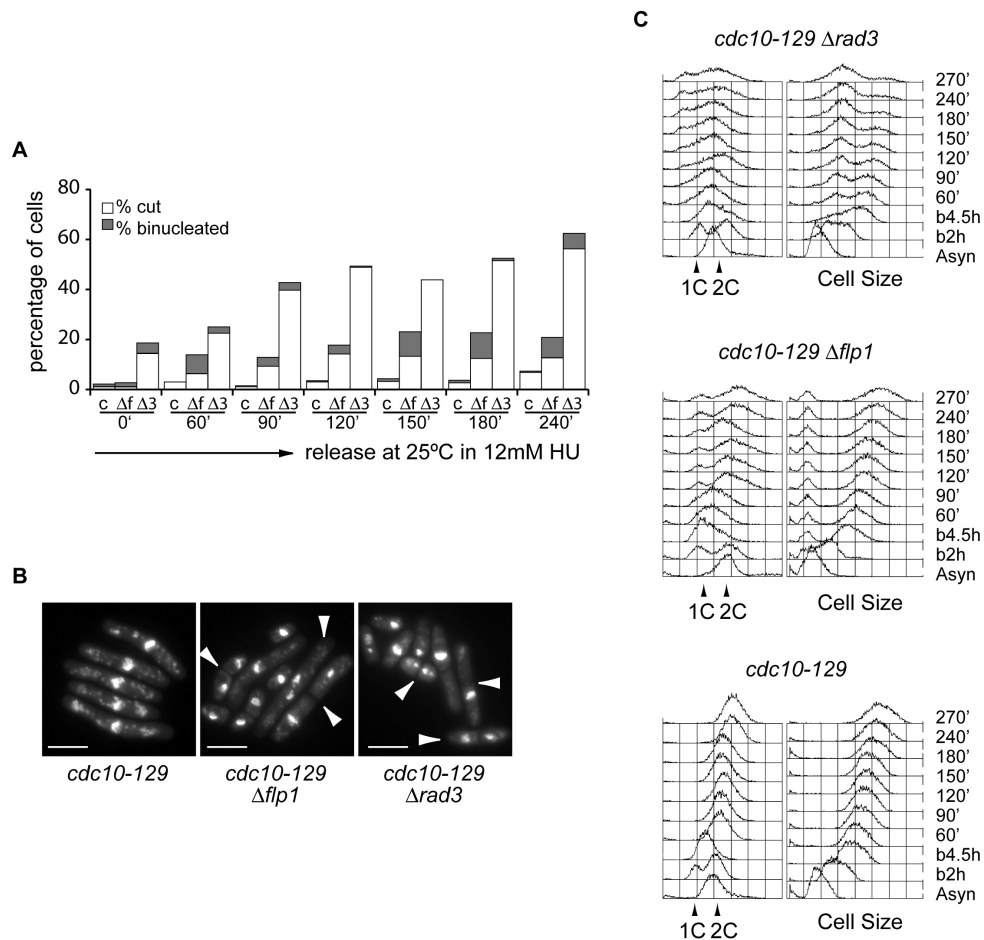 A
80
60
40
20
0
percentage of cells
% cut
% binucleated
c Δf Δ3 c Δf Δ3 c Δf Δ3 c Δf Δ3 c Δf Δ3 c Δf Δ3 c Δf Δ3
0' 60' 90' 120' 150' 180' 240'
release at 25ºC in 12mM HU
B
cdc10-129
cdc10-129
Δflp1
cdc10-129
Δrad3
C
cdc10-129 Δrad3
270'
240'
180'
150'
120'
90'
60'
b4.5h
b2h
Asyn
1C 2C
Cell Size
cdc10-129 Δflp1
270'
240'
180'
150'
120'
90'
60'
b4.5h
b2h
Asyn
1C 2C
Cell Size
cdc10-129
270'
240'
180'
150'
120'
90'
60'
b4.5h
b2h
Asyn
1C 2C
Cell Size